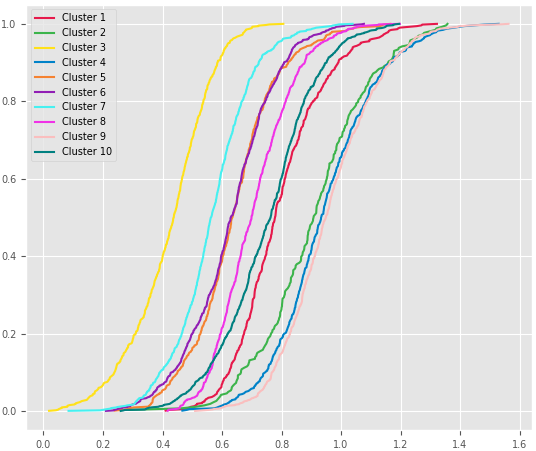 1.0
0.8
0.6
0.4
0.2
0.0
Cluster 1
Cluster 2
Cluster 3
Cluster 4
Cluster 5
Cluster 6
Cluster 7
Cluster 8
Cluster 9
Cluster 10
0.0 0.2 0.4 0.6 0.8 1.0 1.2 1.4 1.6